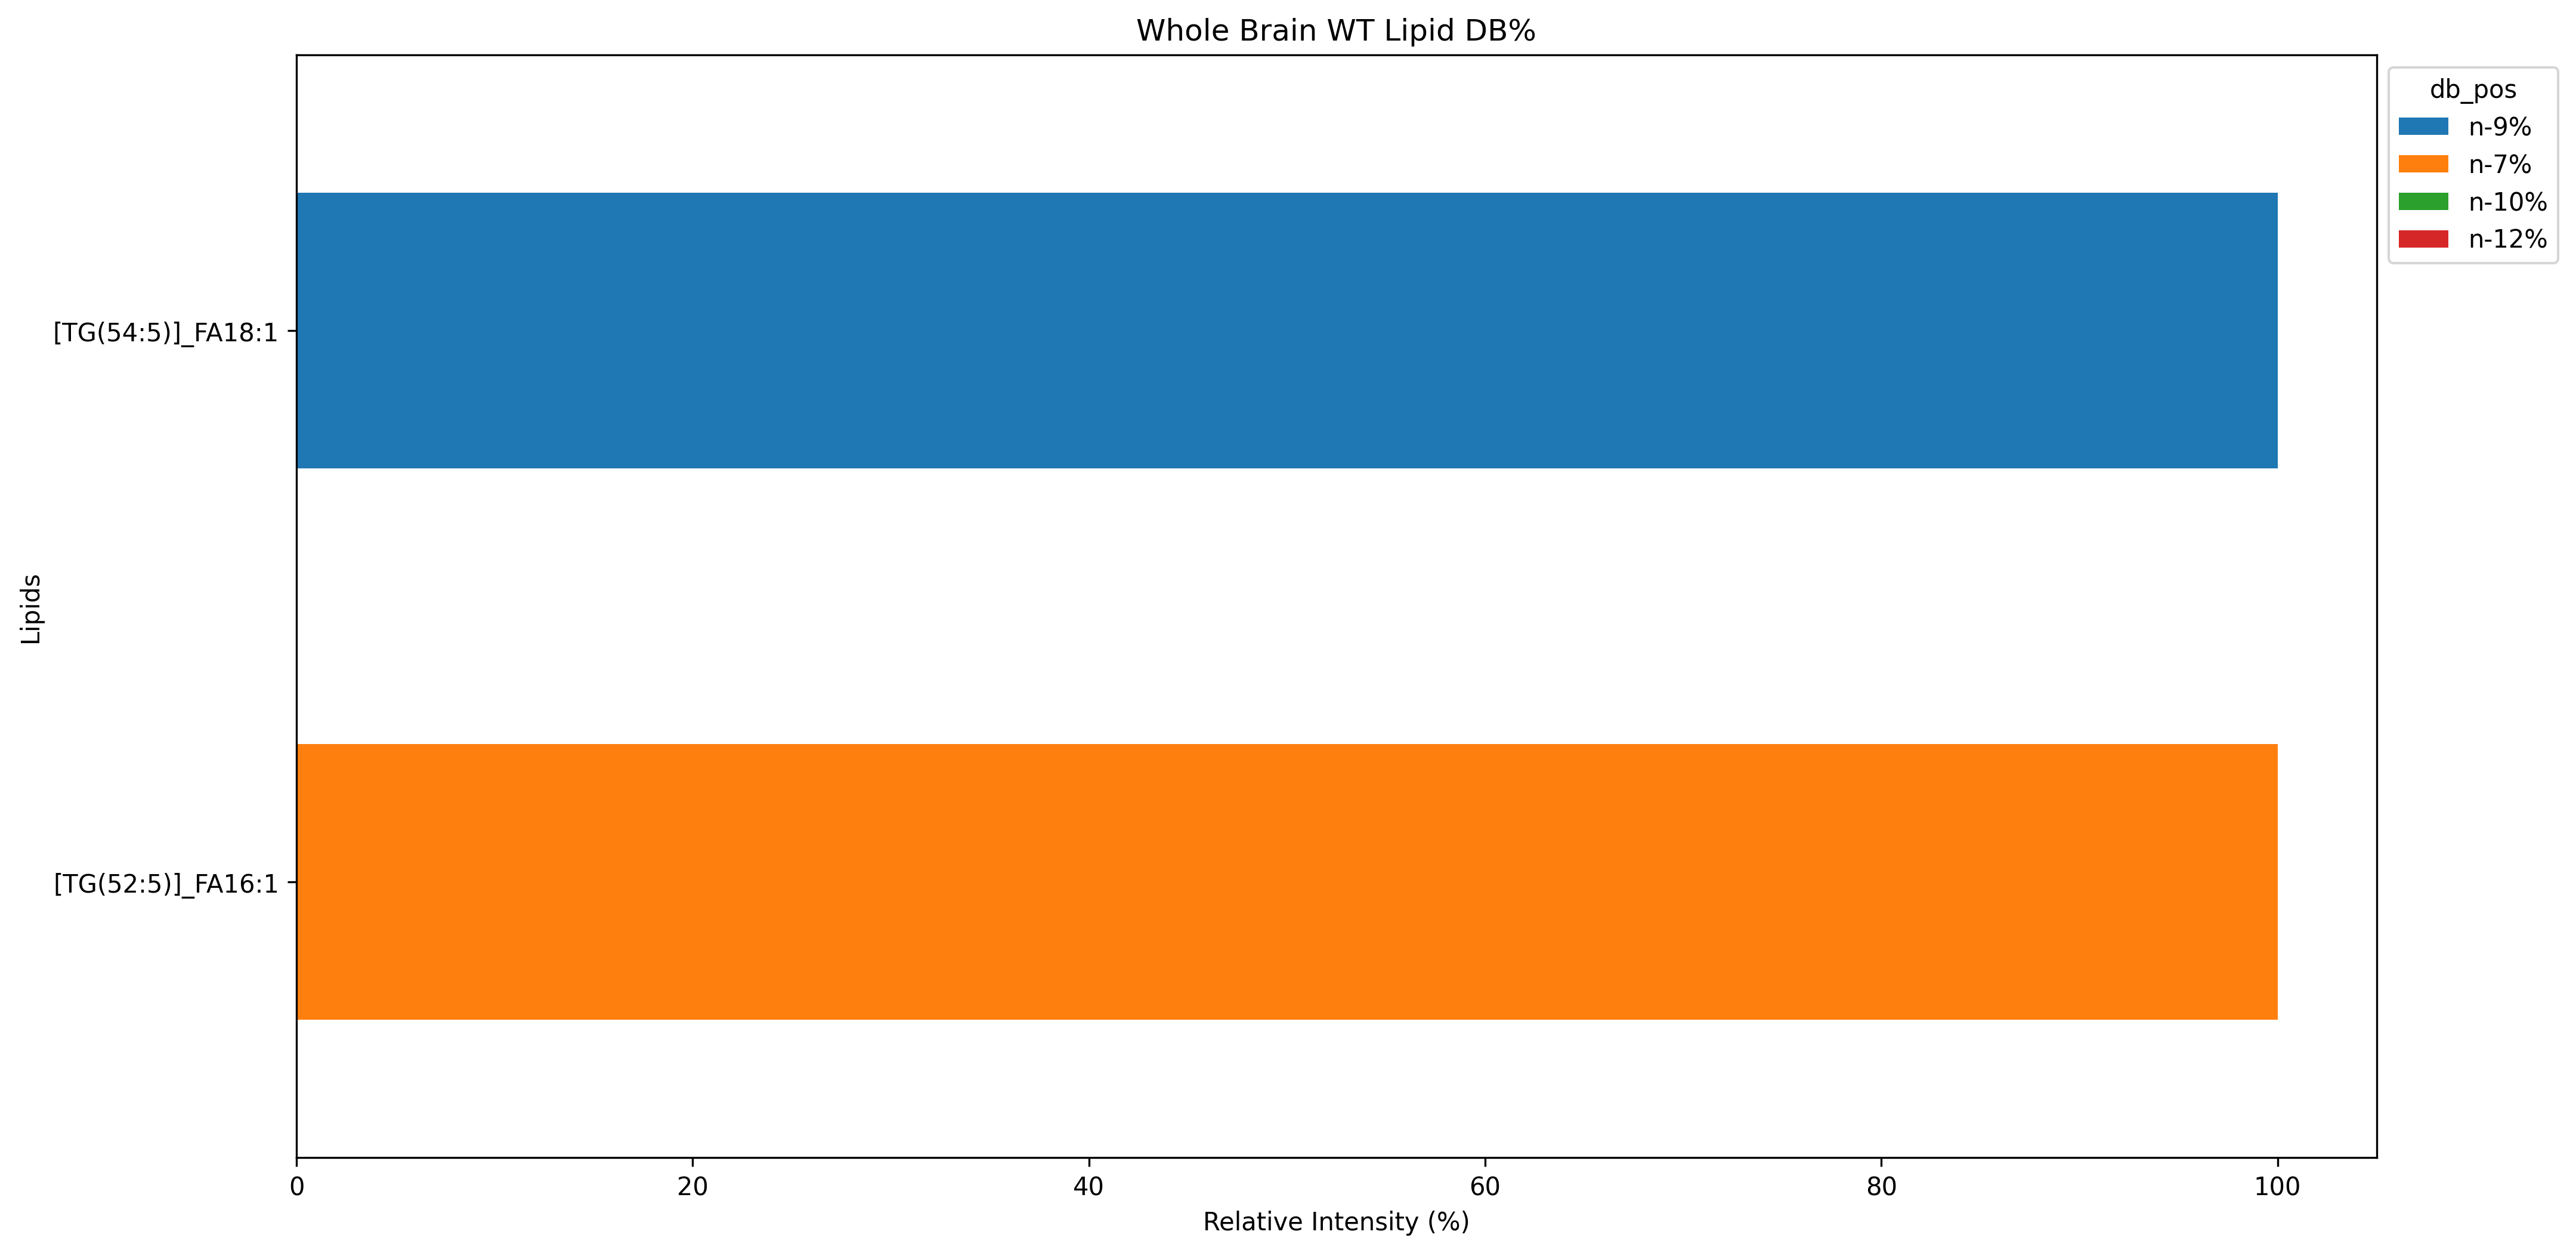 Whole Brain WT Lipid DB%
db_pos
n-9%
n-7%
n-10%
n-12%
Lipids
[TG(54:5)]_FA18:1
[TG(52:5)]_FA16:1
0 20 40 60 80 100
Relative Intensity (%)